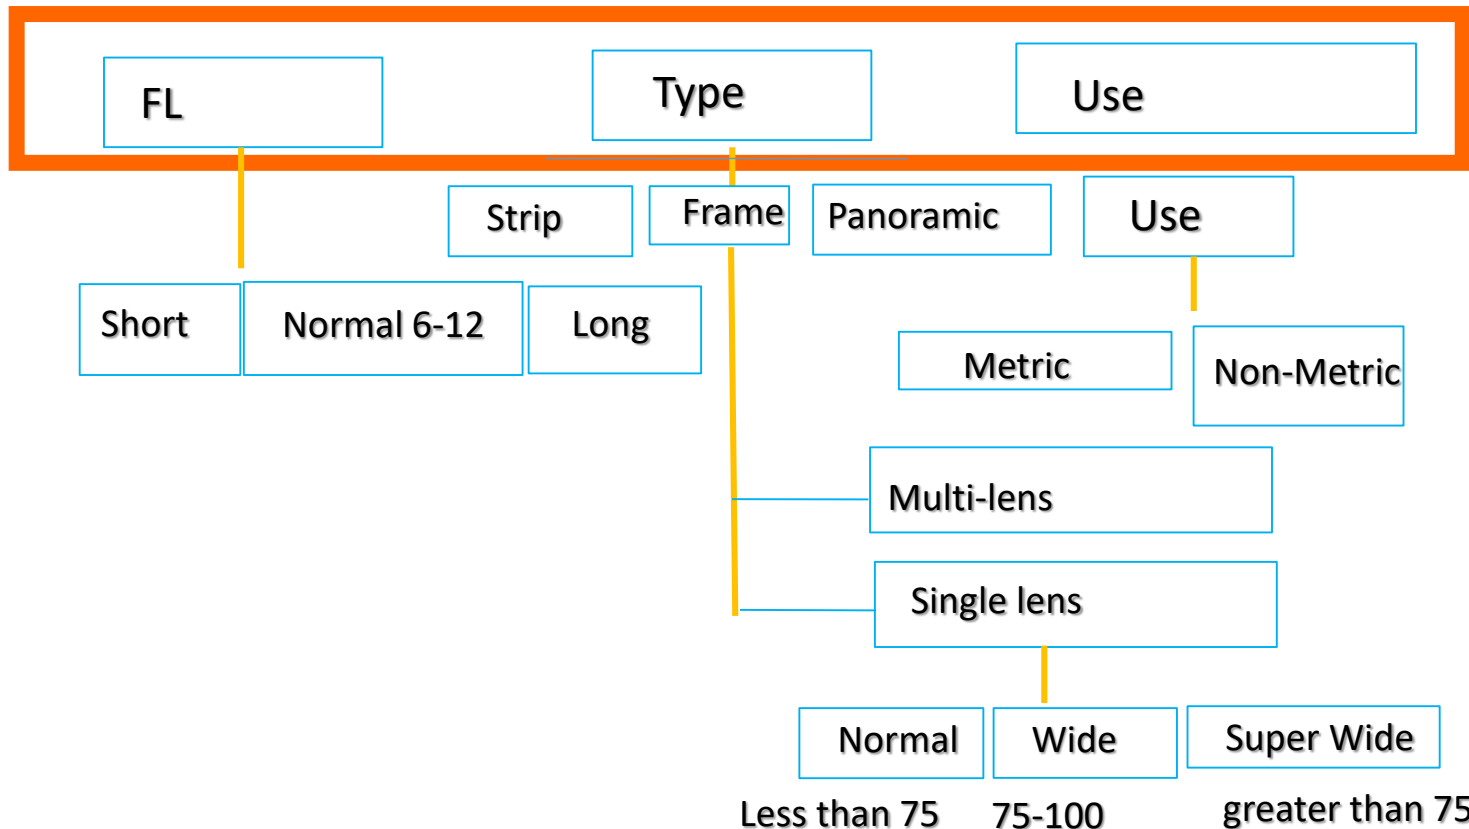 FL
Type
Use
Strip
Frame
Panoramic
Use
Short
Normal 6-12
Long
Metric
Non-Metric
Multi-lens
Single lens
Normal
Wide
Super Wide
Less than 75
75-100
greater than 75